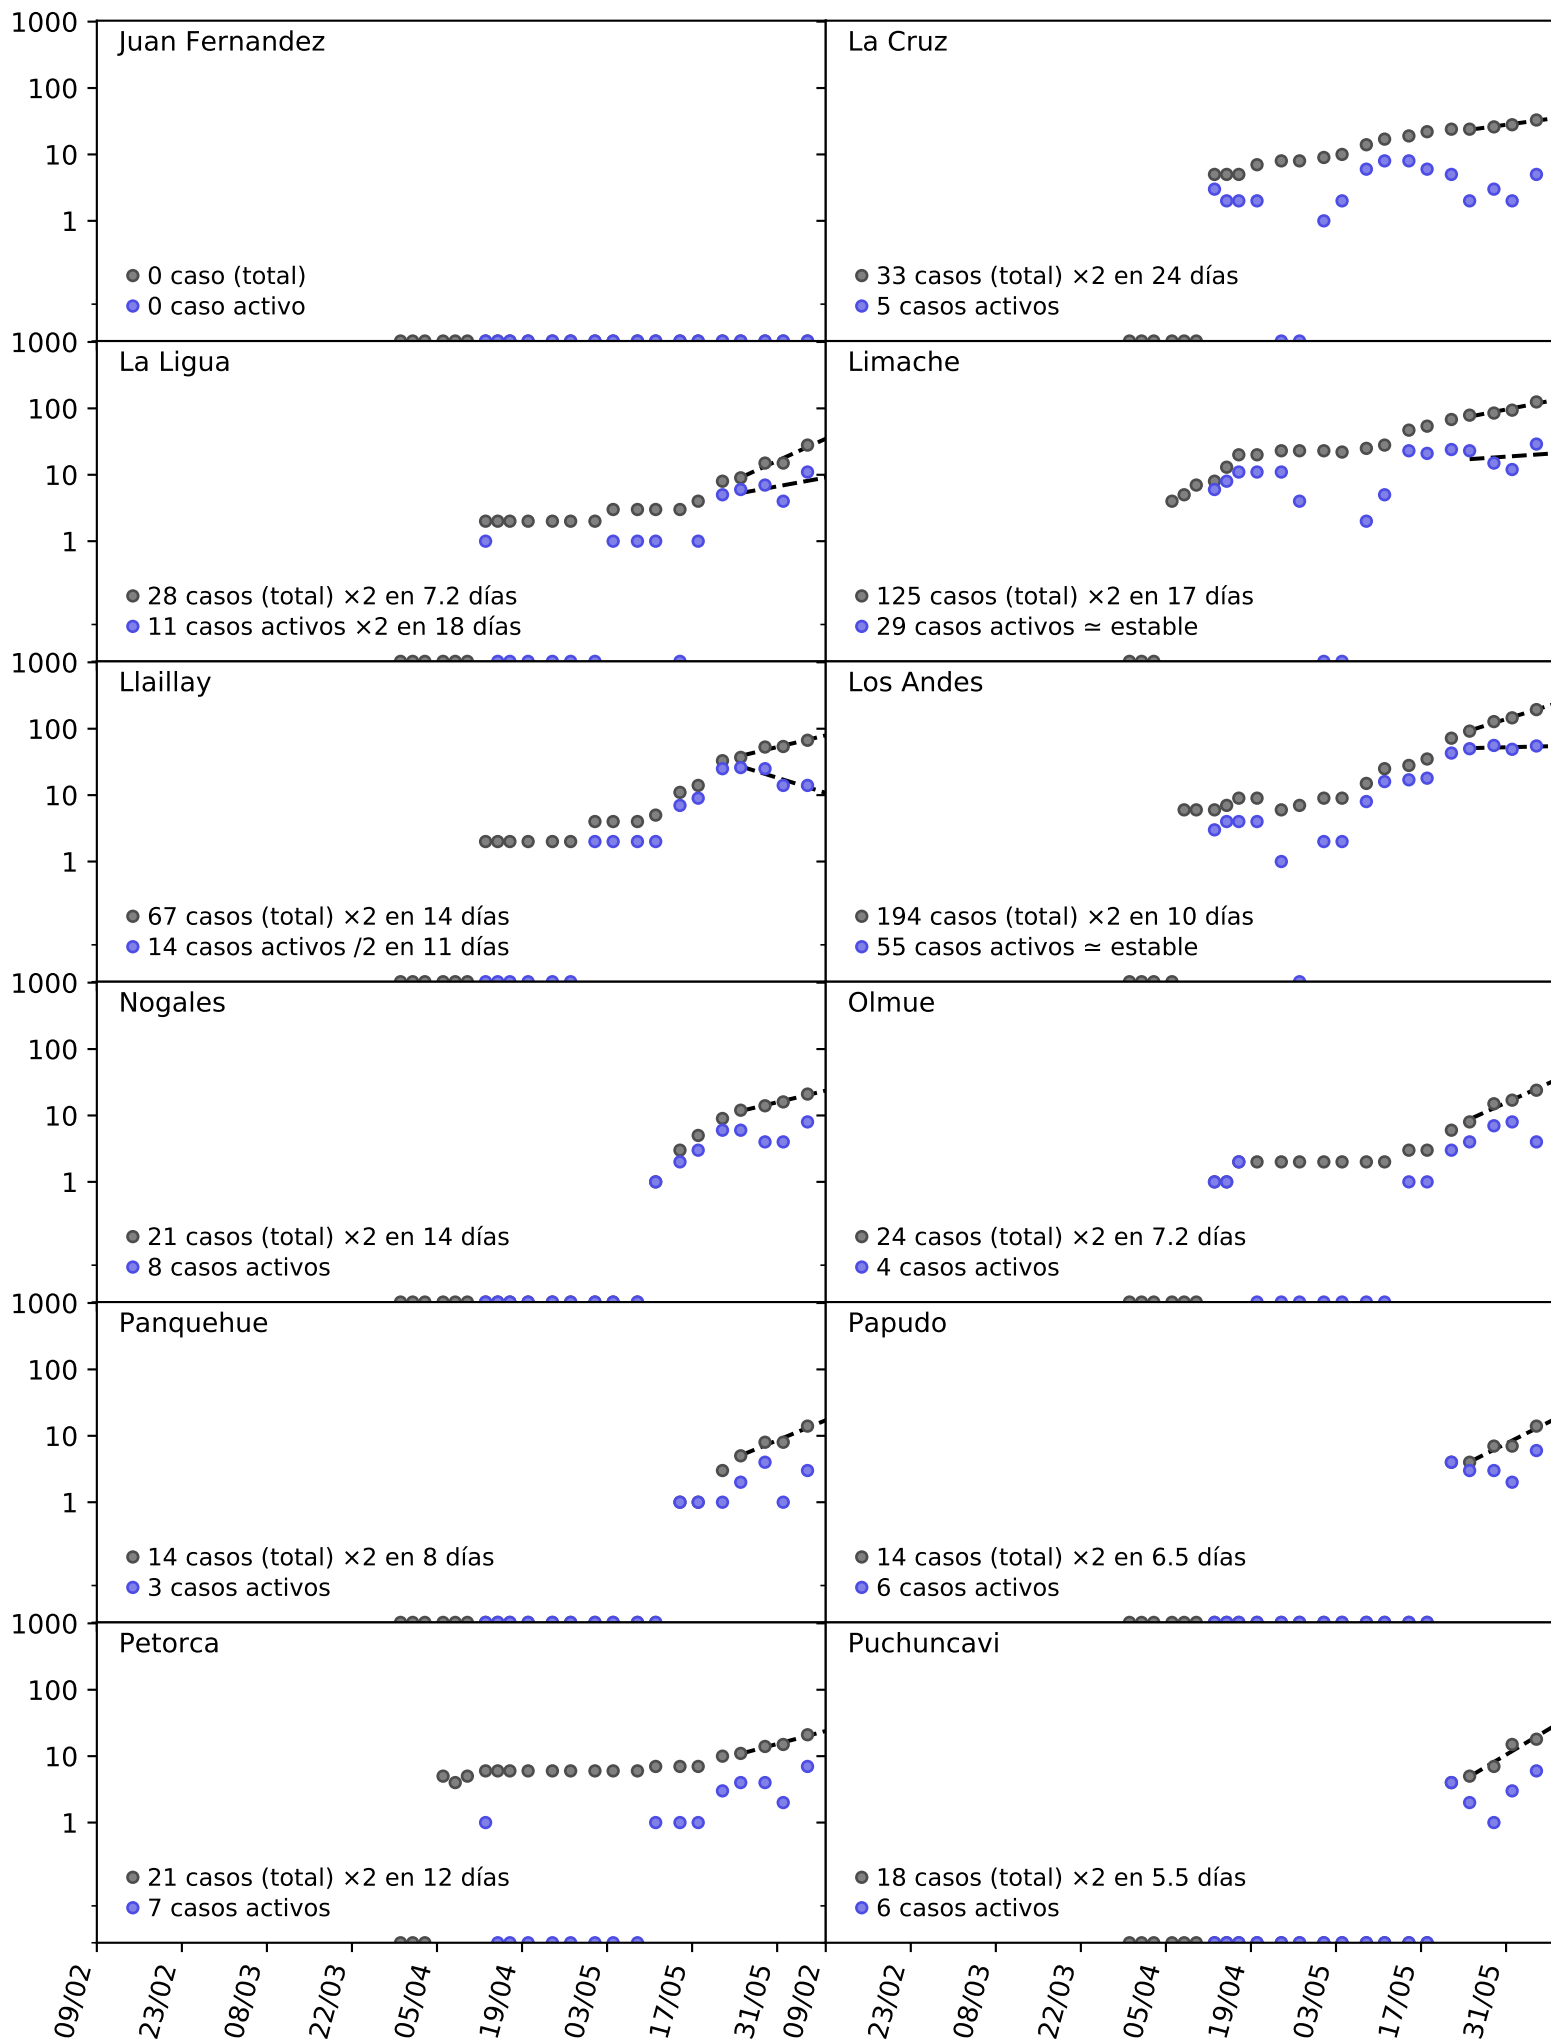 1000
Juan Fernandez
La Cruz
100
10
1
0 caso (total)
0 caso activo
33 casos (total) ×2 en 24 días
5 casos activos
1000
La Ligua
Limache
100
10
1
28 casos (total) ×2 en 7.2 días
11 casos activos ×2 en 18 días
125 casos (total) ×2 en 17 días
29 casos activos ≃ estable
1000
Llaillay
Los Andes
100
10
1
67 casos (total) ×2 en 14 días
14 casos activos /2 en 11 días
194 casos (total) ×2 en 10 días
55 casos activos ≃ estable
1000
Nogales
Olmue
100
10
1
21 casos (total) ×2 en 14 días
8 casos activos
24 casos (total) ×2 en 7.2 días
4 casos activos
1000
Panquehue
Papudo
100
10
1
14 casos (total) ×2 en 8 días
3 casos activos
14 casos (total) ×2 en 6.5 días
6 casos activos
1000
Petorca
Puchuncavi
100
10
1
21 casos (total) ×2 en 12 días
7 casos activos
18 casos (total) ×2 en 5.5 días
6 casos activos
09/02
23/02
08/03
22/03
05/04
19/04
03/05
17/05
31/05
09/02
23/02
08/03
22/03
05/04
19/04
03/05
17/05
31/05